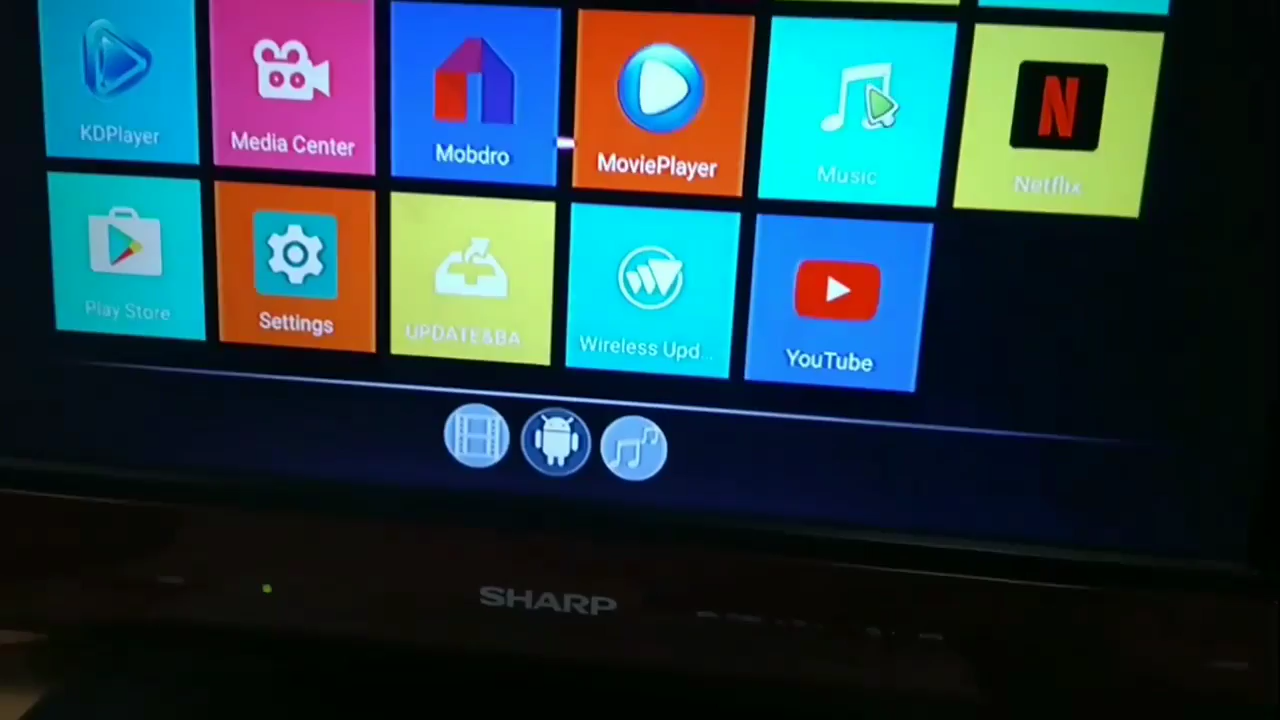 KDPlayer
Media Center
Mobdro
MoviePlayer
Music
Netflix
Play Store
Settings
UPDATE&BA
Wireless Upd...
YouTube
SHARP